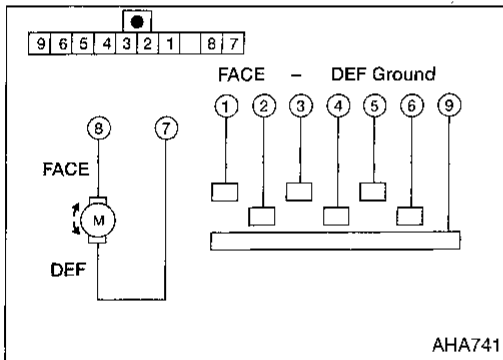 9 6 5 4 3 2 1 8 7
FACE – DEF Ground
1 2 3 4 5 6 9
8 7
FACE
M
DEF
AHA741